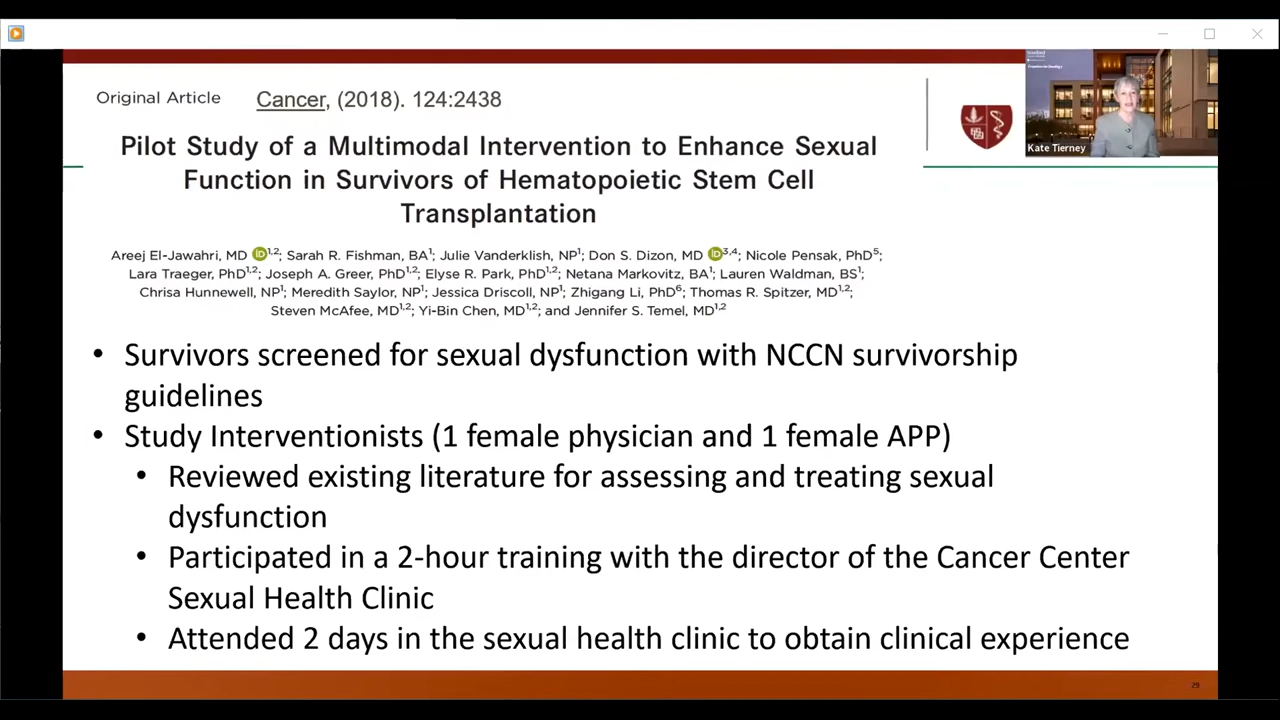 Original Article Cancer, (2018). 124:2438
Pilot Study of a Multimodal Intervention to Enhance Sexual
Function in Survivors of Hematopoietic Stem Cell
Transplantation
Areej El-Jawahri, MD iD 1,2; Sarah R. Fishman, BA1; Julie Vanderklish, NP1; Don S. Dizon, MD iD 3,4; Nicole Pensak, PhD5;
Lara Traeger, PhD1,2; Joseph A. Greer, PhD1,2; Elyse R. Park, PhD1,2; Netana Markovitz, BA1; Lauren Waldman, BS1;
Chrisa Hunnewell, NP1; Meredith Saylor, NP1; Jessica Driscoll, NP1; Zhigang Li, PhD6; Thomas R. Spitzer, MD1,2;
Steven McAfee, MD1,2; Yi-Bin Chen, MD1,2; and Jennifer S. Temel, MD1,2
Kate Tierney
• Survivors screened for sexual dysfunction with NCCN survivorship
guidelines
• Study Interventionists (1 female physician and 1 female APP)
• Reviewed existing literature for assessing and treating sexual
dysfunction
• Participated in a 2-hour training with the director of the Cancer Center
Sexual Health Clinic
• Attended 2 days in the sexual health clinic to obtain clinical experience
29